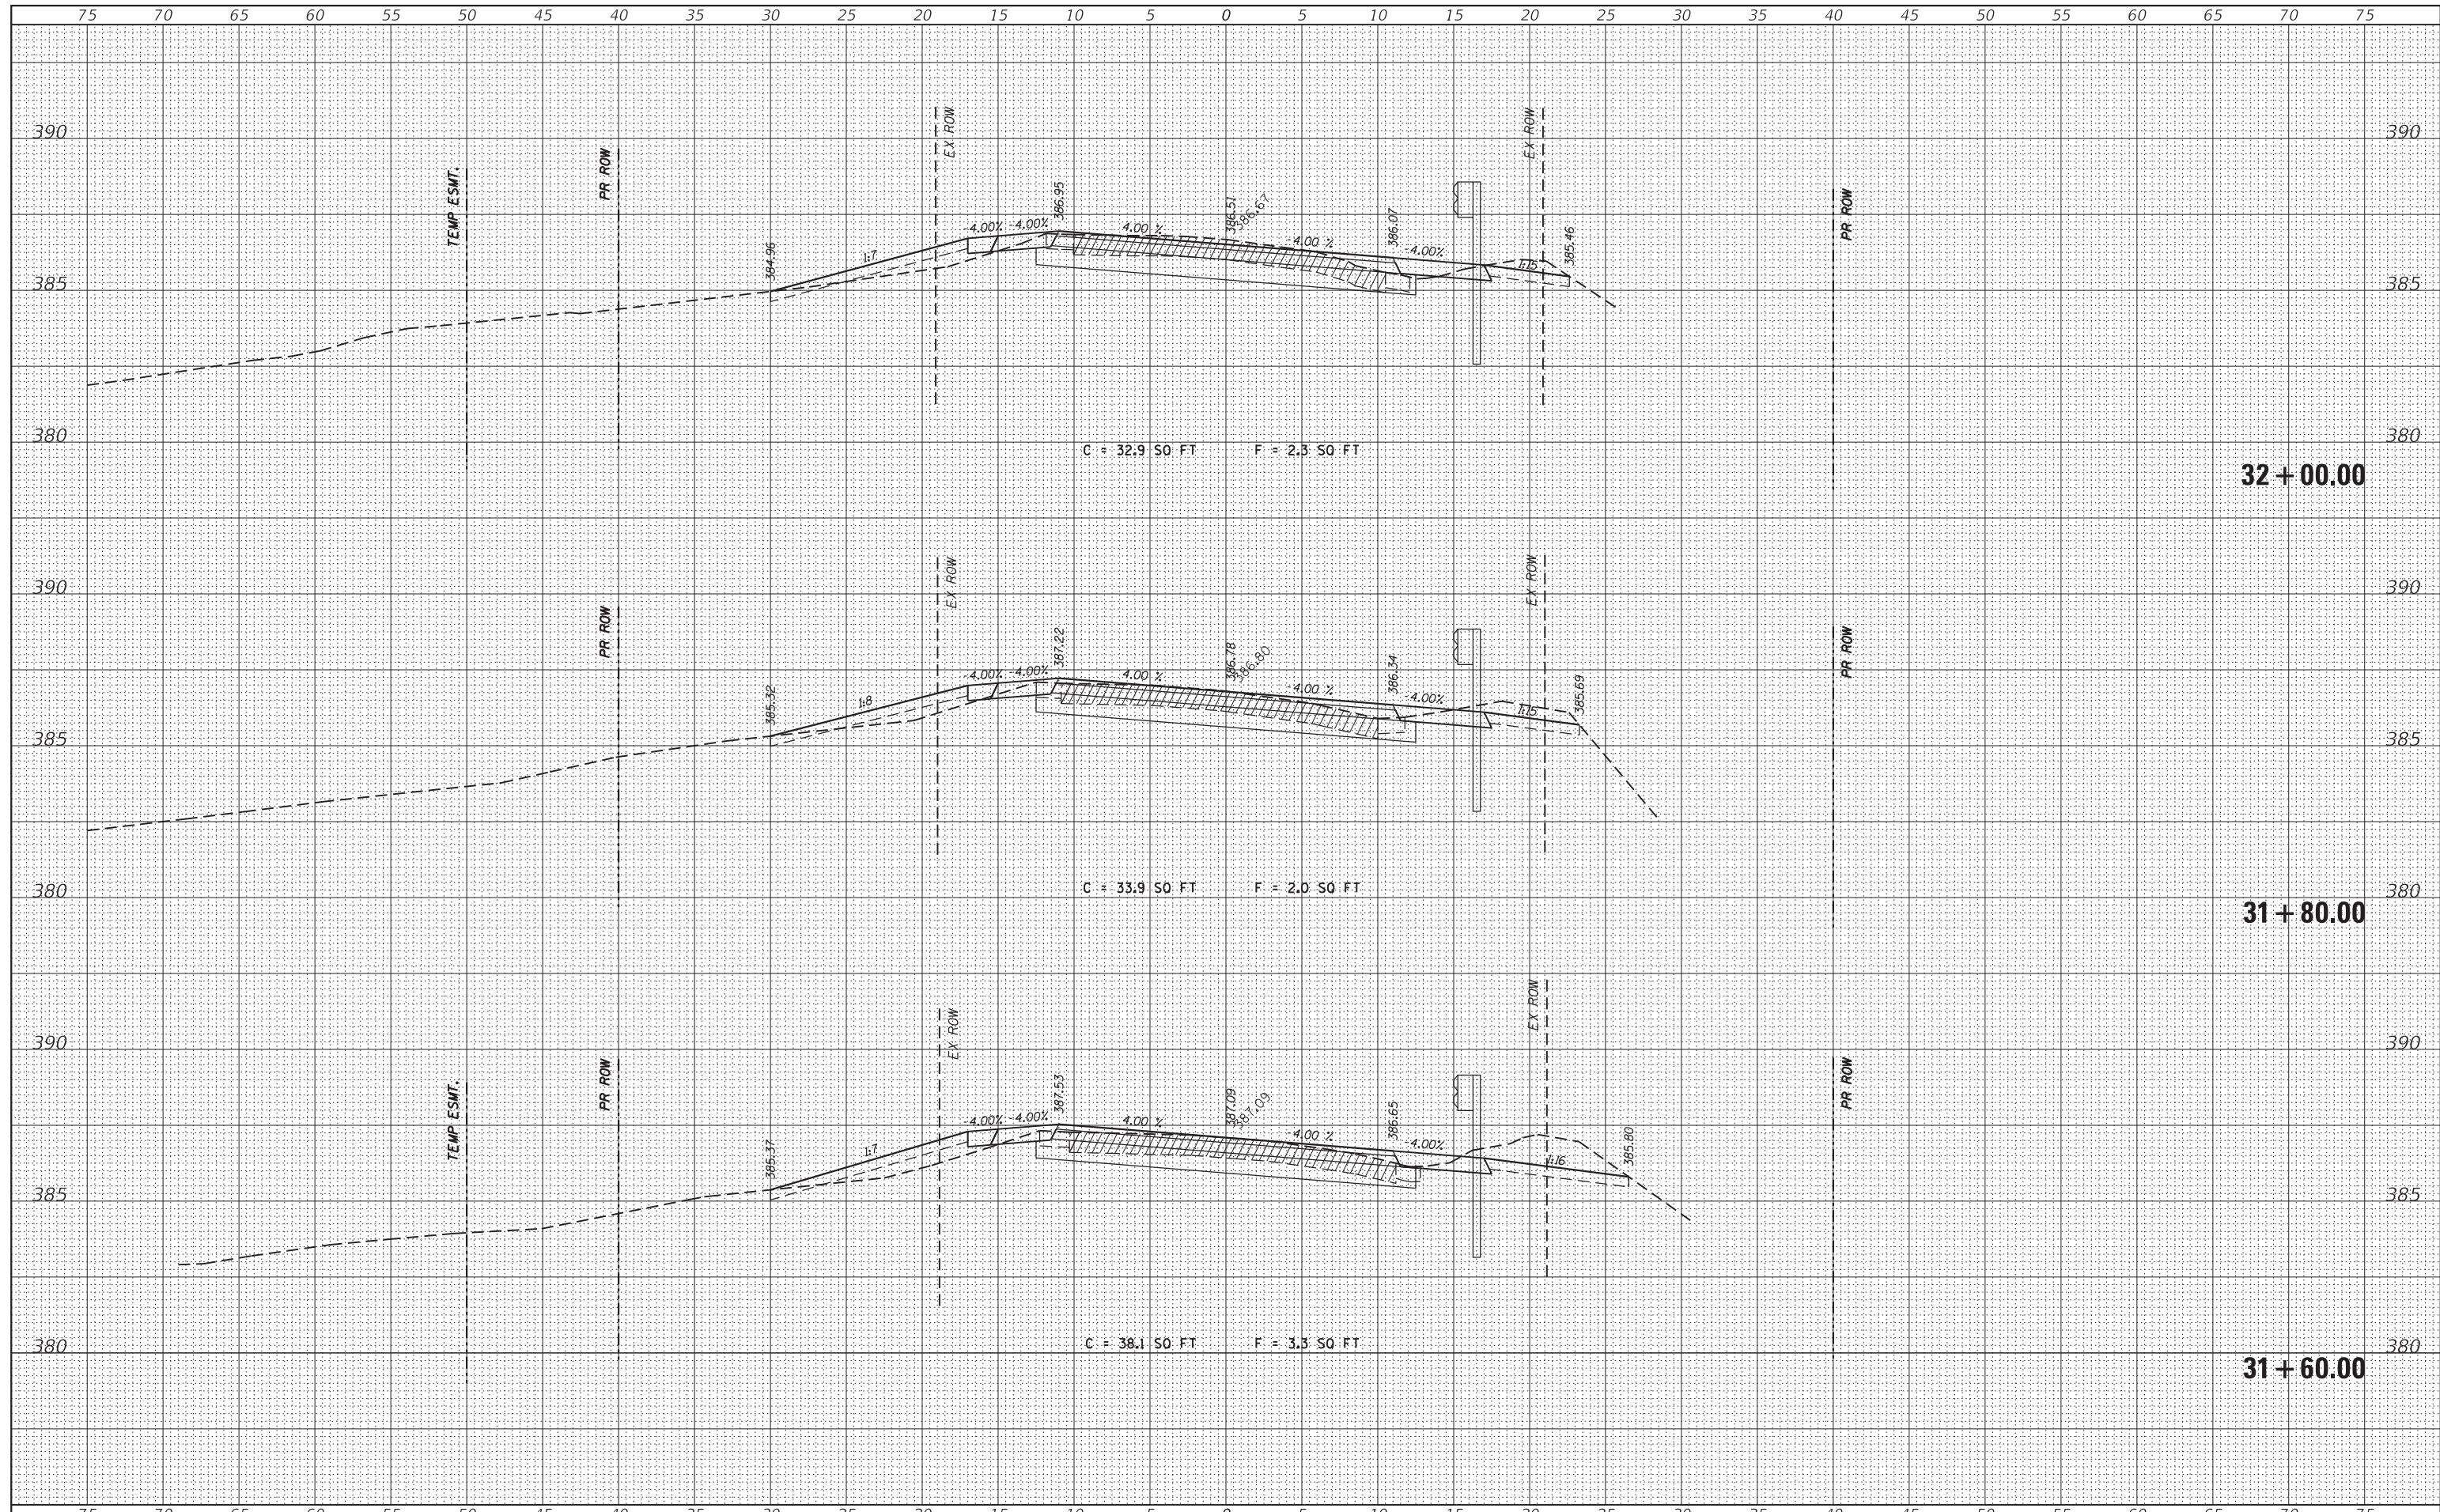 75 70 65 60 55 50 45 40 35 30 25 20 15 10 5 0 5 10 15 20 25 30 35 40 45 50 55 60 65 70 75
390 390
TEMP ESMT.
PR ROW
EX ROW
EX ROW
PR ROW
384.96
1:7
-4.00% -4.00%
386.95
4.00 %
386.51
386.67
-4.00 %
386.07
-4.00%
1:15
385.46
385 385
380 380
C = 32.9 SQ FT F = 2.3 SQ FT
32+00.00
390 390
PR ROW
EX ROW
EX ROW
PR ROW
385.32
1:8
-4.00% -4.00%
387.22
4.00 %
386.78
386.80
-4.00 %
386.34
-4.00%
1:15
385.69
385 385
380 380
C = 33.9 SQ FT F = 2.0 SQ FT
31+80.00
390 390
TEMP ESMT.
PR ROW
EX ROW
EX ROW
PR ROW
385.37
1:7
-4.00% -4.00%
387.53
4.00 %
387.09
387.09
-4.00 %
386.65
-4.00%
1:16
385.80
385 385
380 380
C = 38.1 SQ FT F = 3.3 SQ FT
31+60.00
75 70 65 60 55 50 45 40 35 30 25 20 15 10 5 0 5 10 15 20 25 30 35 40 45 50 55 60 65 70 75